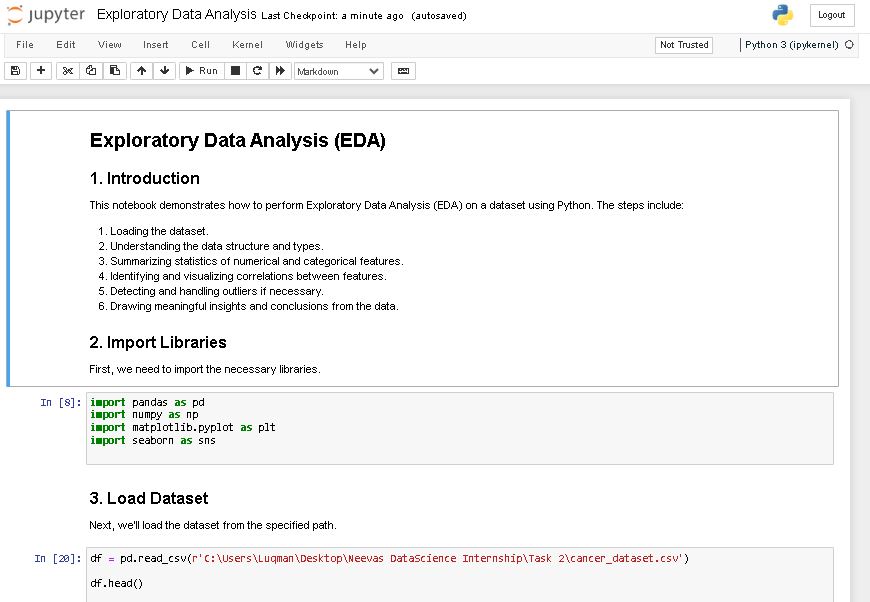 jupyter Exploratory Data Analysis Last Checkpoint: a minute ago (autosaved) Logout
File Edit View Insert Cell Kernel Widgets Help Not Trusted Python 3 (ipykernel)
Run Markdown
Exploratory Data Analysis (EDA)
1. Introduction
This notebook demonstrates how to perform Exploratory Data Analysis (EDA) on a dataset using Python. The steps include:
1. Loading the dataset.
2. Understanding the data structure and types.
3. Summarizing statistics of numerical and categorical features.
4. Identifying and visualizing correlations between features.
5. Detecting and handling outliers if necessary.
6. Drawing meaningful insights and conclusions from the data.
2. Import Libraries
First, we need to import the necessary libraries.
In [8]: import pandas as pd
import numpy as np
import matplotlib.pyplot as plt
import seaborn as sns
3. Load Dataset
Next, we'll load the dataset from the specified path.
In [20]: df = pd.read_csv(r'C:\Users\Luqman\Desktop\Neevas DataScience Internship\Task 2\cancer_dataset.csv')
df.head()